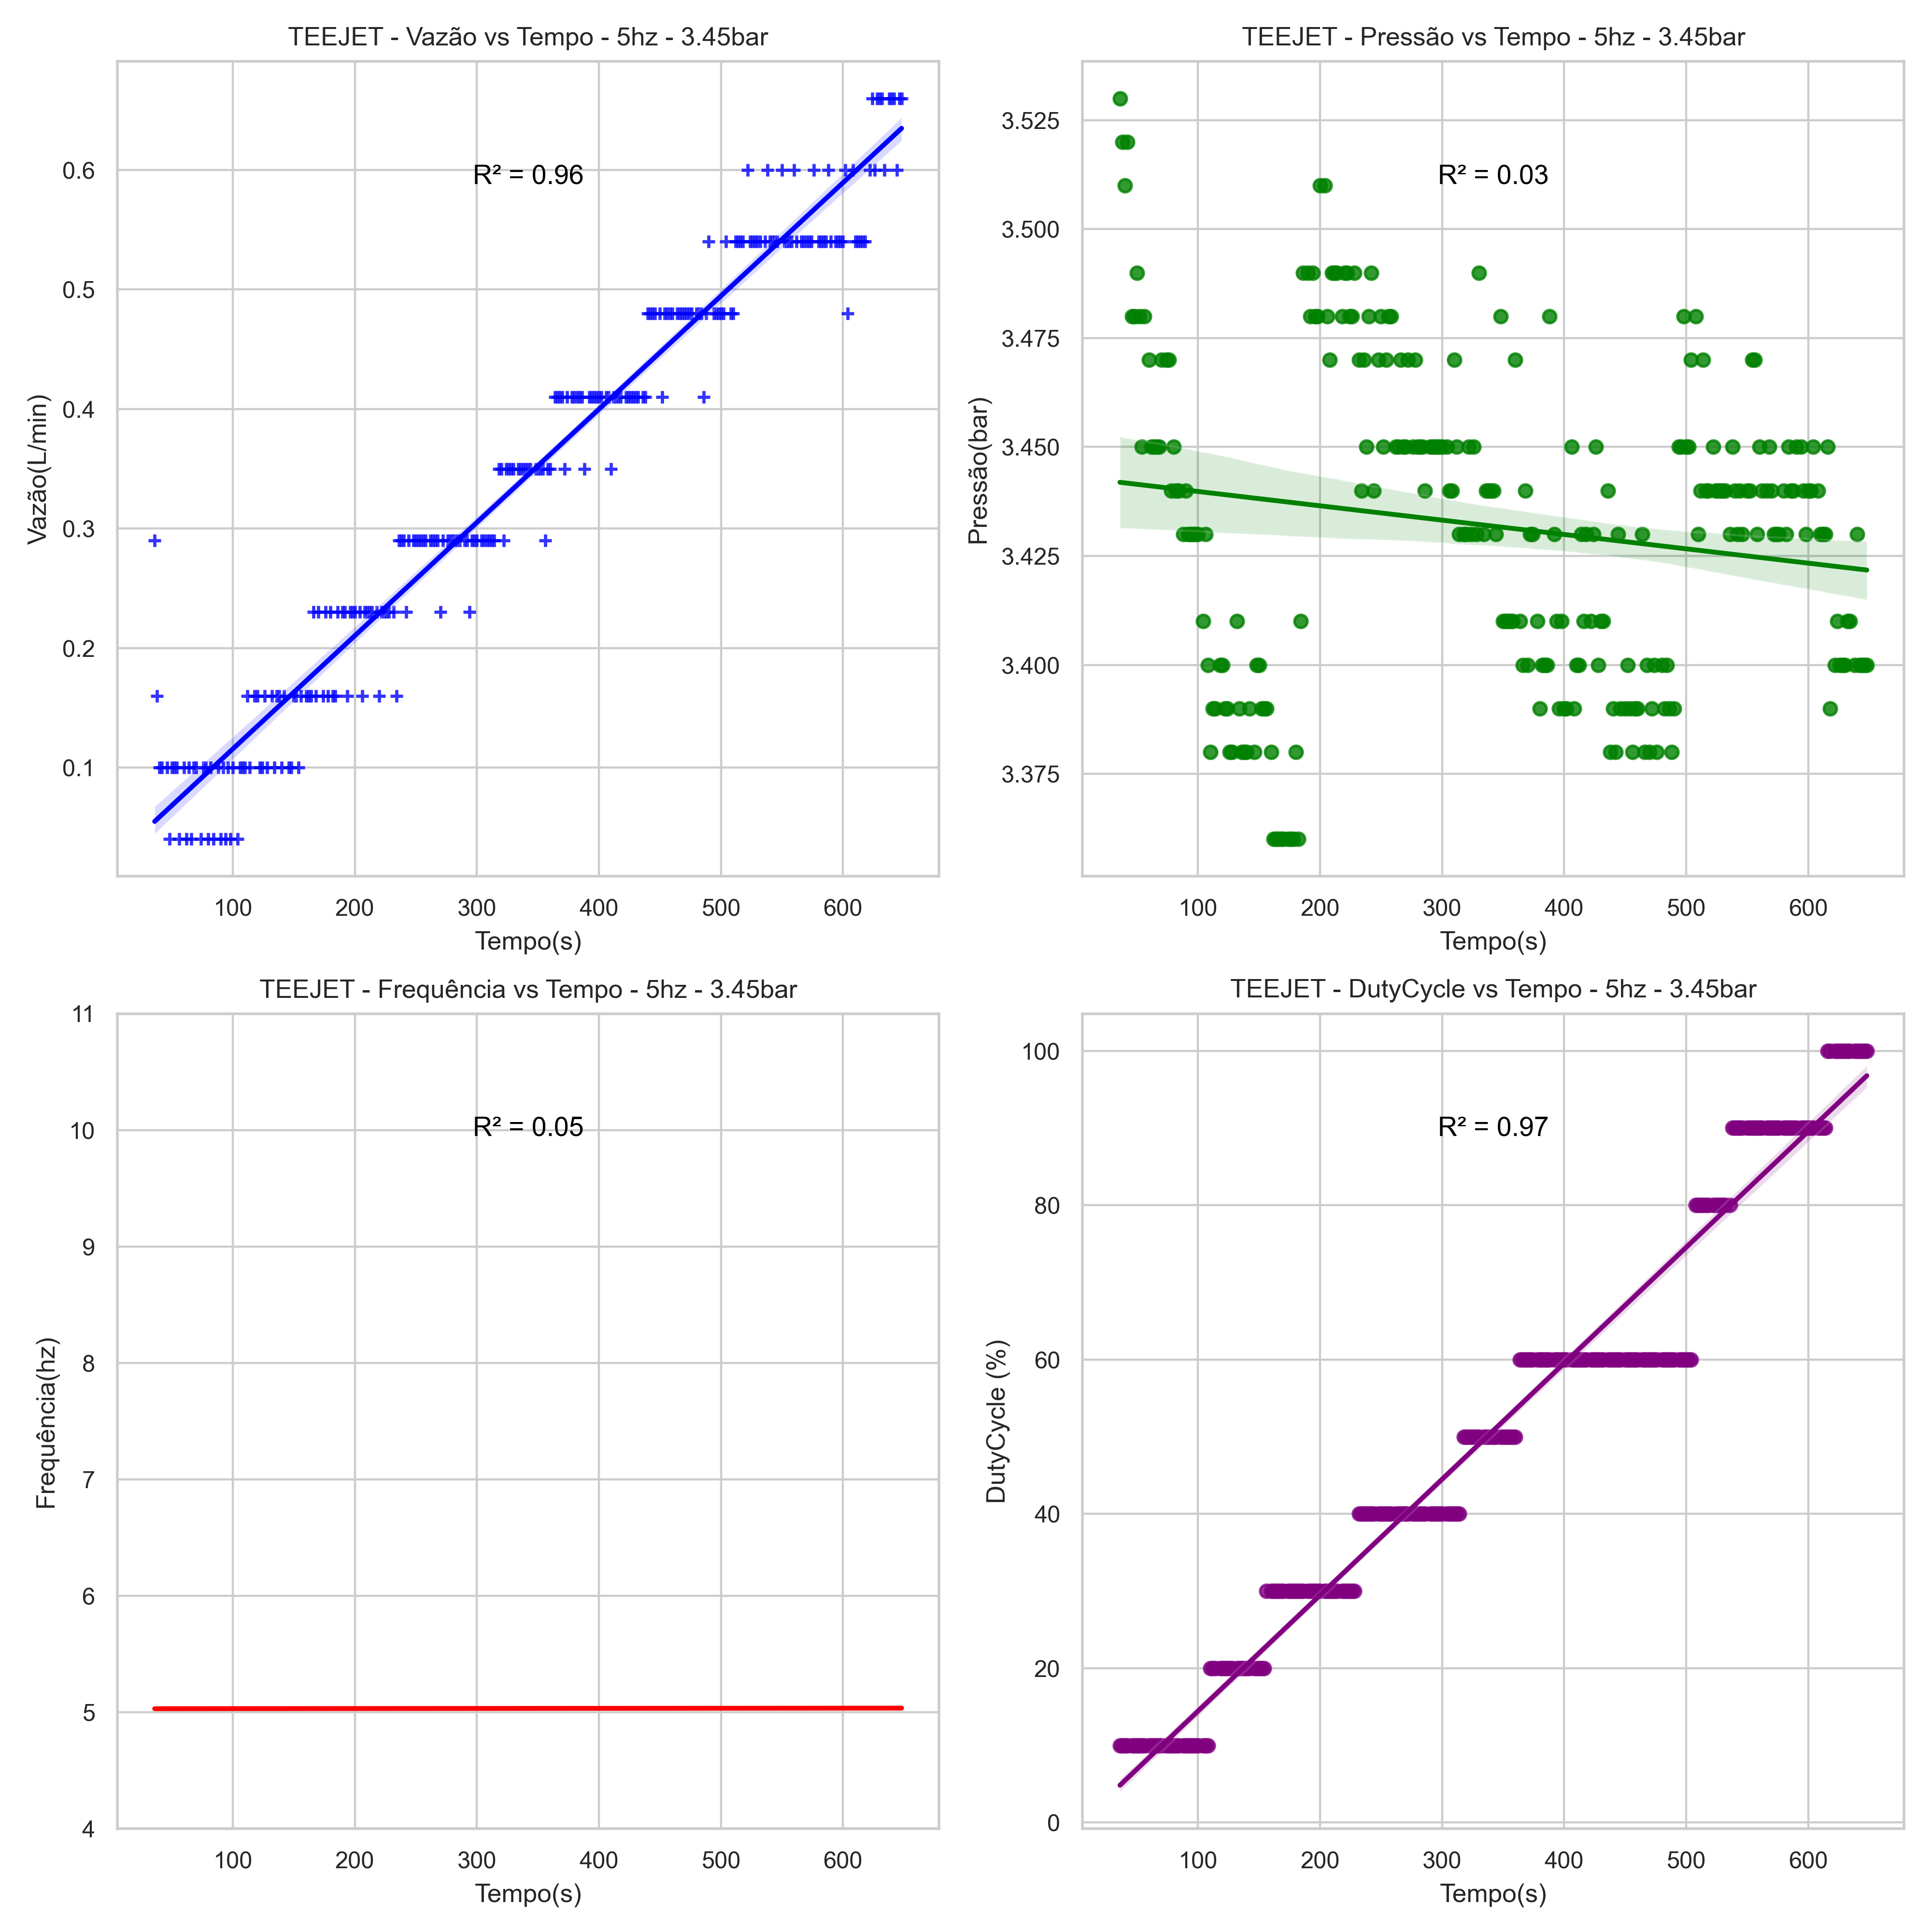 TEEJET - Vazão vs Tempo - 5hz - 3.45bar
R² = 0.96
0.6
0.5
0.4
0.3
0.2
0.1
Vazão(L/min)
100 200 300 400 500 600
Tempo(s)
TEEJET - Pressão vs Tempo - 5hz - 3.45bar
R² = 0.03
3.525
3.500
3.475
3.450
3.425
3.400
3.375
Pressão(bar)
100 200 300 400 500 600
Tempo(s)
TEEJET - Frequência vs Tempo - 5hz - 3.45bar
R² = 0.05
11
10
9
8
7
6
5
4
Frequência(hz)
100 200 300 400 500 600
Tempo(s)
TEEJET - DutyCycle vs Tempo - 5hz - 3.45bar
R² = 0.97
100
80
60
40
20
0
DutyCycle (%)
100 200 300 400 500 600
Tempo(s)